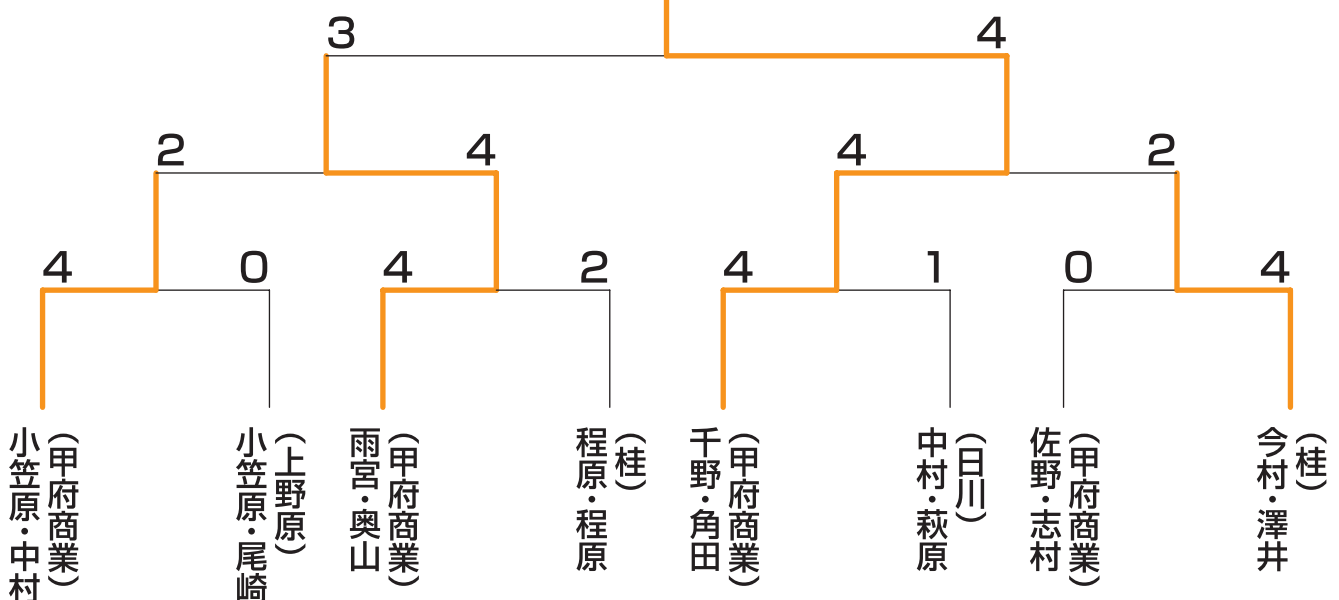 3 4
2 4 4 2
4 0 4 2 4 1 0 4
小笠原・中村
（甲府商業）
小笠原・尾崎
（上野原）
雨宮・奥山
（甲府商業）
程原・程原
（桂）
千野・角田
（甲府商業）
中村・萩原
（日川）
佐野・志村
（甲府商業）
今村・澤井
（桂）